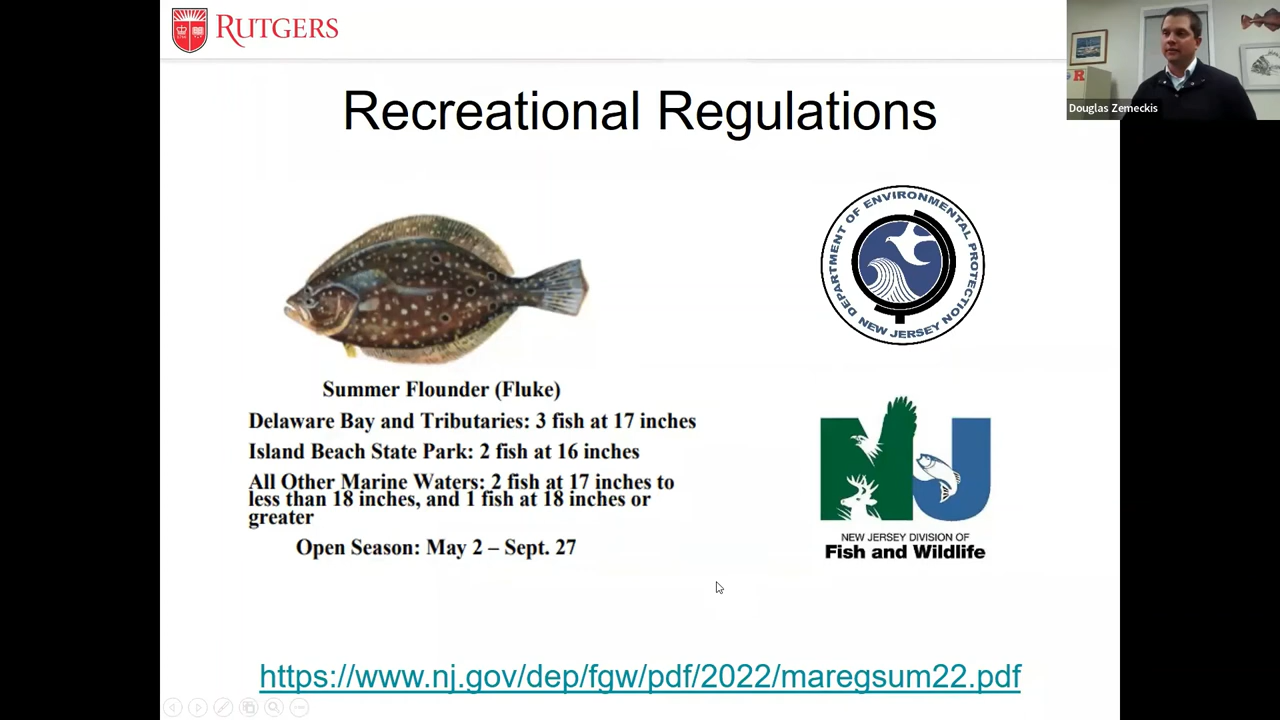 RUTGERS
Douglas Zemeckis
R
Recreational Regulations
DEPARTMENT OF ENVIRONMENTAL PROTECTION
NEW JERSEY
Summer Flounder (Fluke)
Delaware Bay and Tributaries: 3 fish at 17 inches
Island Beach State Park: 2 fish at 16 inches
All Other Marine Waters: 2 fish at 17 inches to
less than 18 inches, and 1 fish at 18 inches or
greater
Open Season: May 2 – Sept. 27
NJ
NEW JERSEY DIVISION OF
Fish and Wildlife
https://www.nj.gov/dep/fgw/pdf/2022/maregsum22.pdf